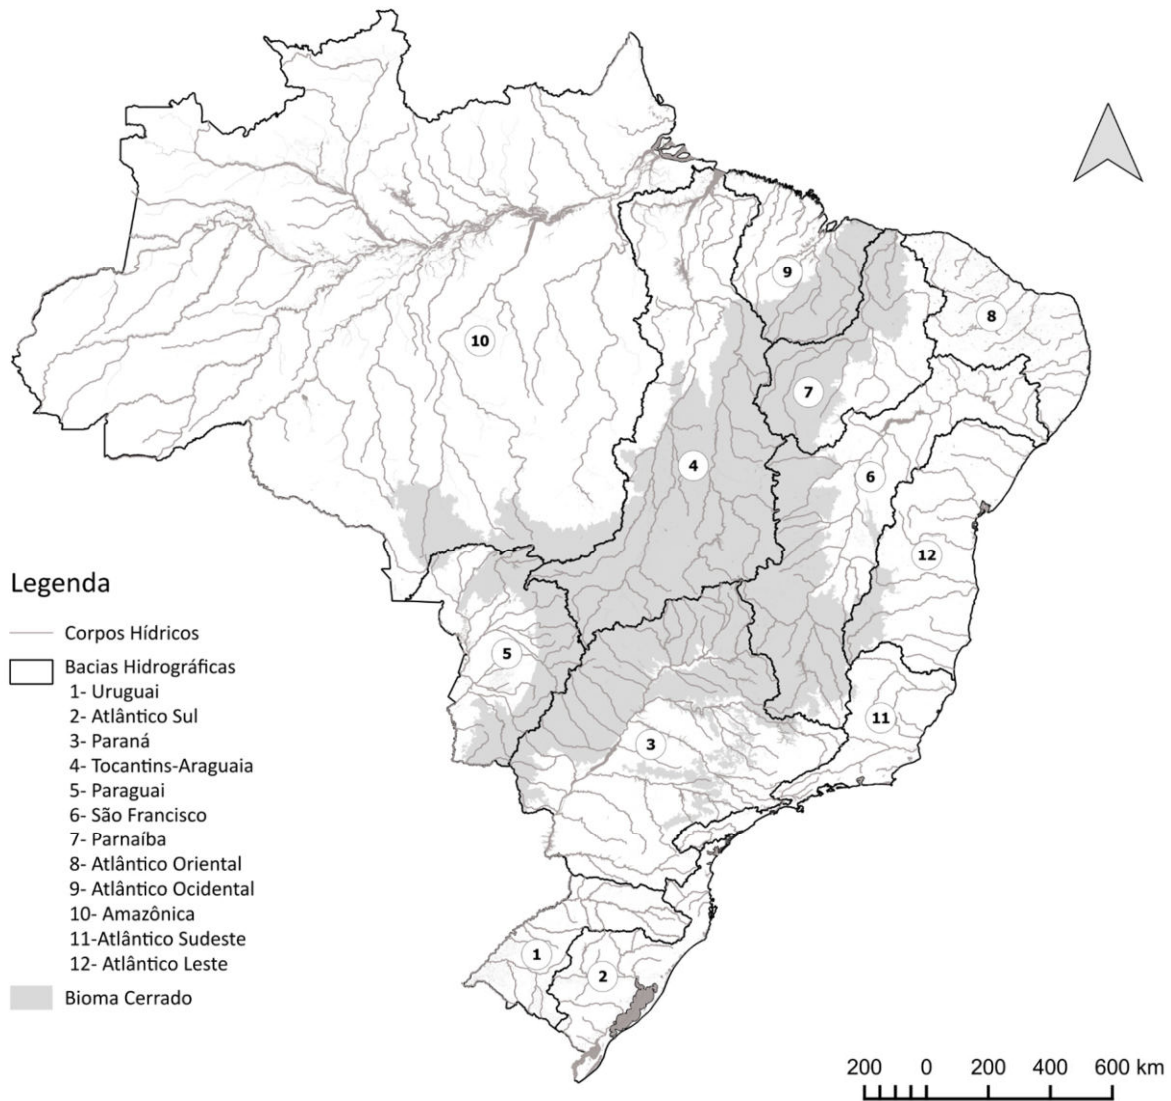 10
9
8
7
4
6
12
5
11
3
1
2
Legenda
Corpos Hídricos
Bacias Hidrográficas
1- Uruguai
2- Atlântico Sul
3- Paraná
4- Tocantins-Araguaia
5- Paraguai
6- São Francisco
7- Parnaíba
8- Atlântico Oriental
9- Atlântico Ocidental
10- Amazônica
11-Atlântico Sudeste
12- Atlântico Leste
Bioma Cerrado
200 0 200 400 600 km